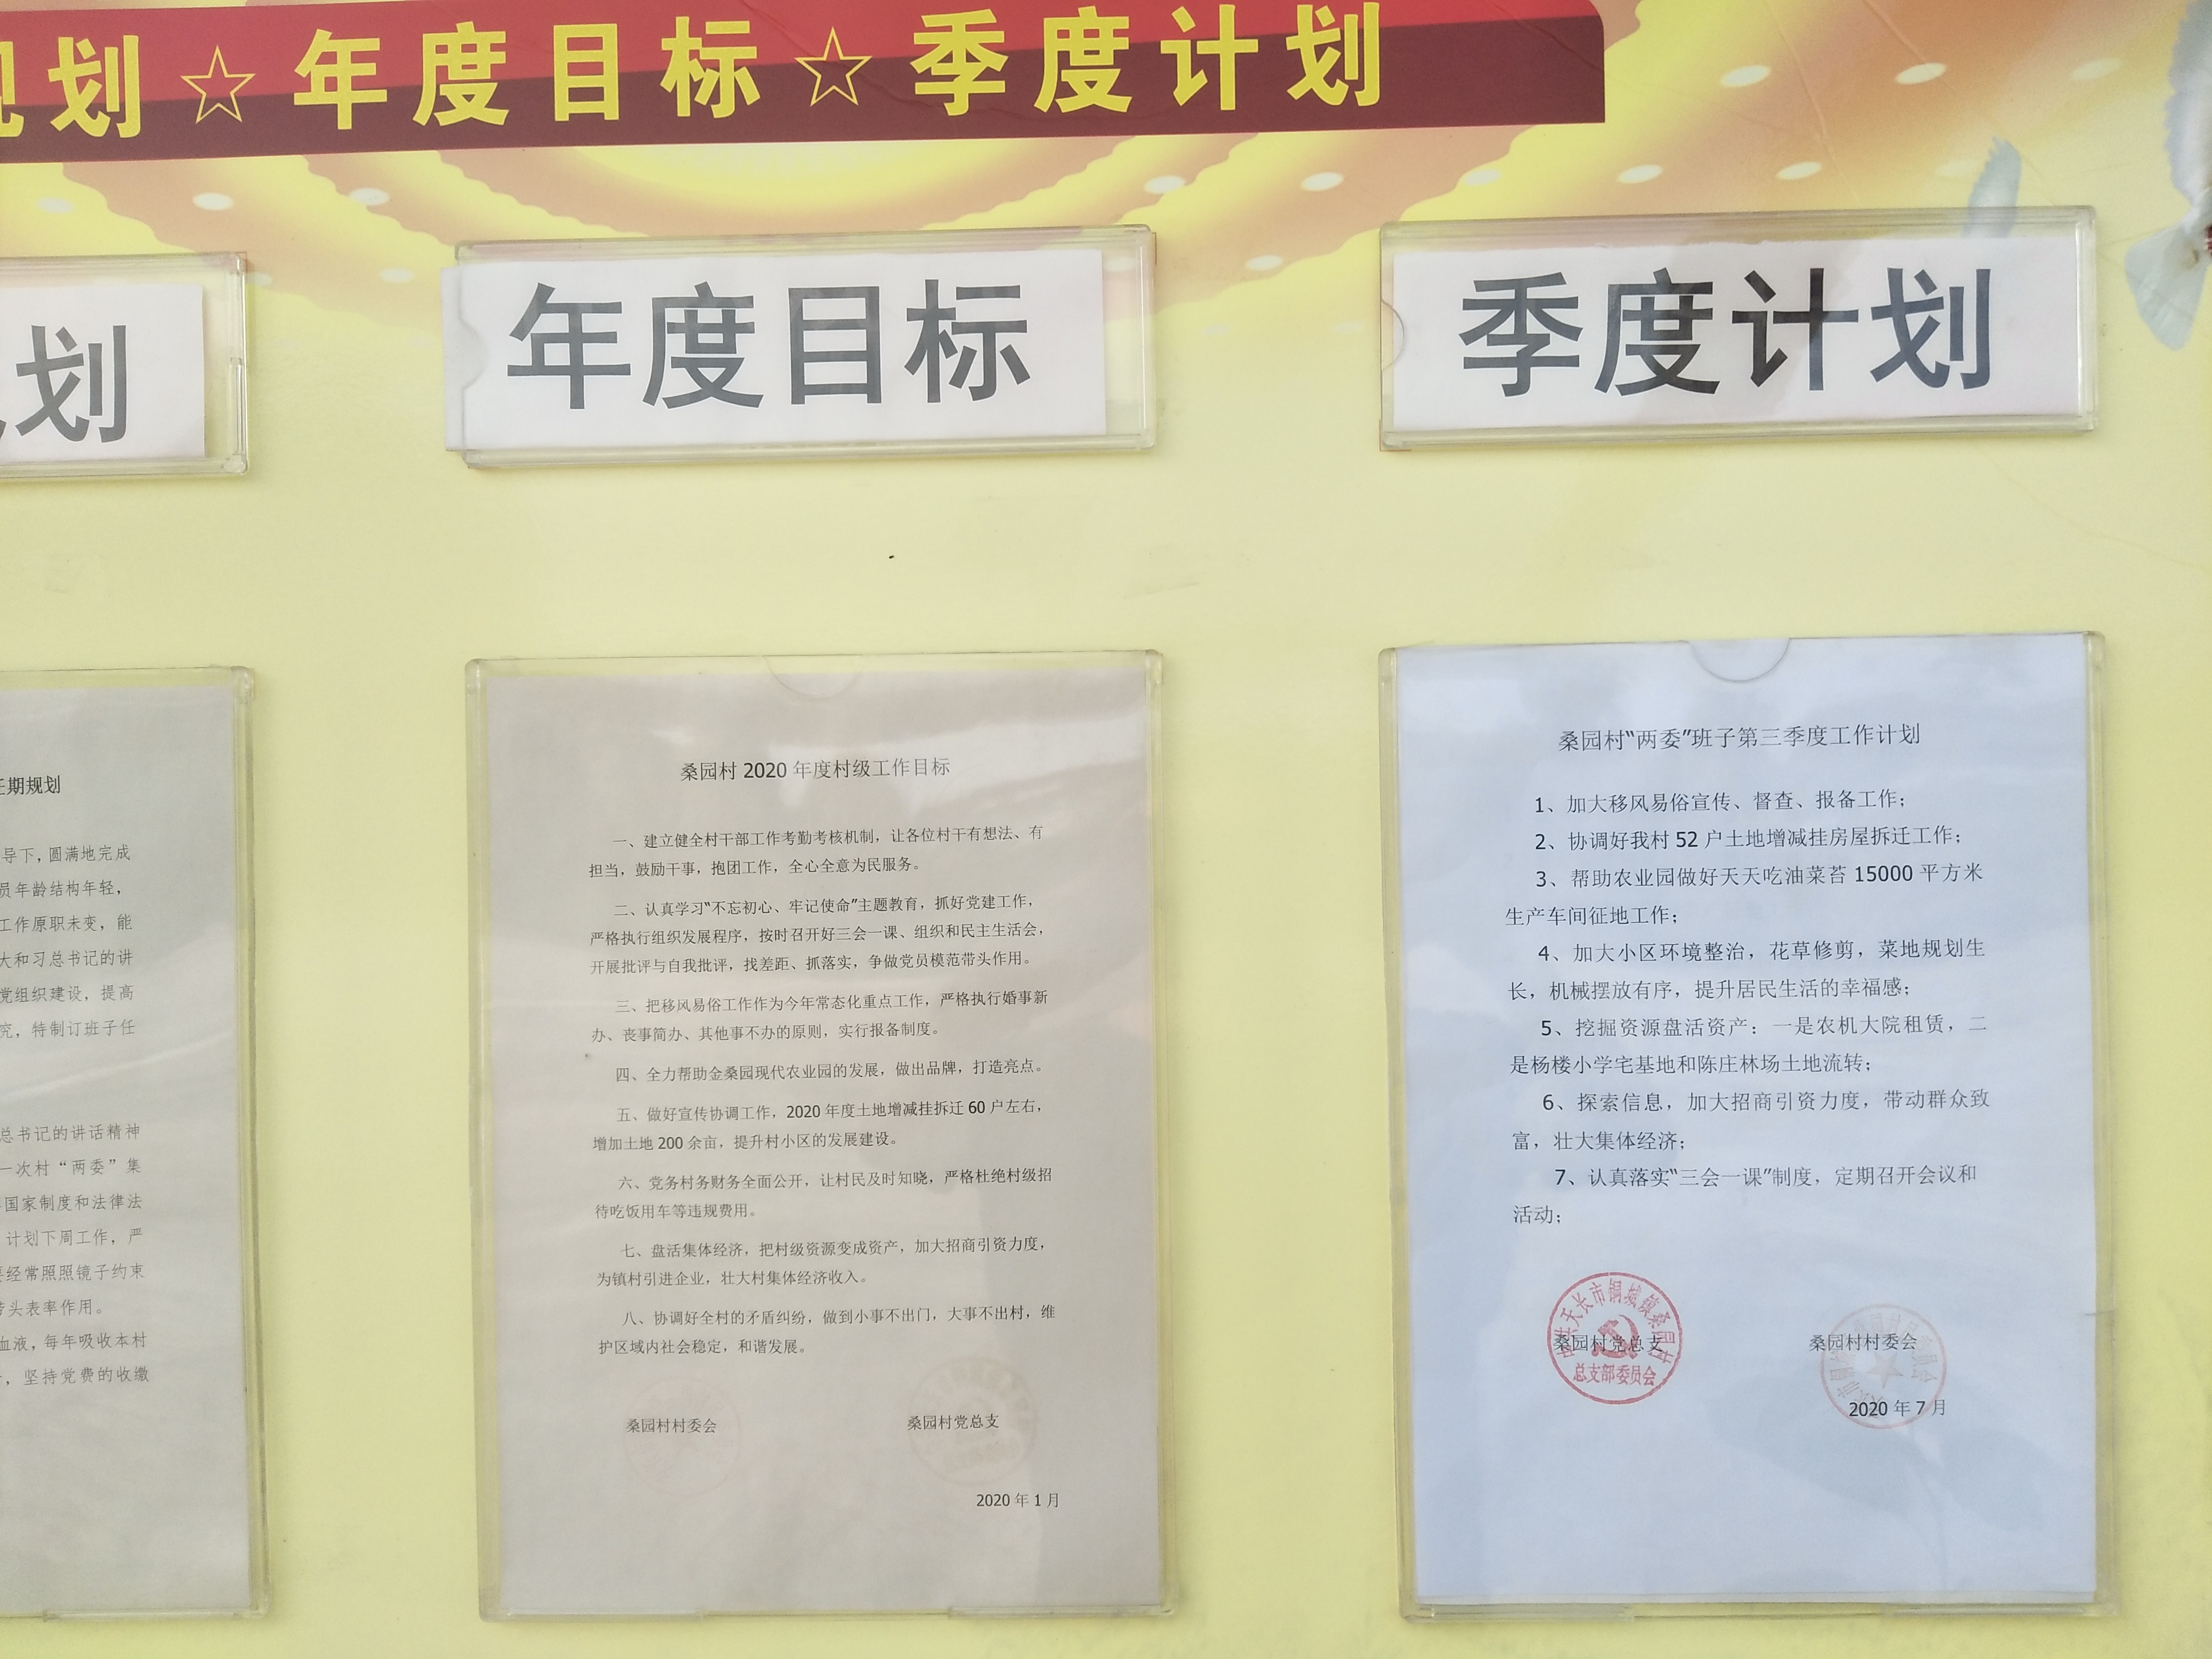 划☆年度目标☆季度计划
划
年度目标
季度计划
任期规划
导下，圆满地完成
员年龄结构年轻，
工作原职未变，能
大和习总书记的讲
党组织建设，提高
究，特制订班子任
总书记的讲话精神
一次村“两委”集
国家制度和法律法
计划下周工作，严
经常照照镜子约束
带头表率作用。
血液，每年吸收本村
，坚持党费的收缴
桑园村 2020 年度村级工作目标
一、建立健全村干部工作考勤考核机制，让各位村干有想法、有
担当，鼓励干事，抱团工作，全心全意为民服务。
二、认真学习“不忘初心、牢记使命”主题教育，抓好党建工作，
严格执行组织发展程序，按时召开好三会一课、组织和民主生活会，
开展批评与自我批评，找差距、抓落实，争做党员模范带头作用。
三、把移风易俗工作作为今年常态化重点工作，严格执行婚事新
办、丧事简办、其他事不办的原则，实行报备制度。
四、全力帮助金桑园现代农业园的发展，做出品牌，打造亮点。
五、做好宣传协调工作，2020 年度土地增减挂拆迁 60 户左右，
增加土地 200 余亩，提升村小区的发展建设。
六、党务村务财务全面公开，让村民及时知晓，严格杜绝村级招
待吃饭用车等违规费用。
七、盘活集体经济，把村级资源变成资产，加大招商引资力度，
为镇村引进企业，壮大村集体经济收入。
八、协调好全村的矛盾纠纷，做到小事不出门，大事不出村，维
护区域内社会稳定，和谐发展。
桑园村村委会 桑园村党总支
2020 年 1 月
桑园村“两委”班子第三季度工作计划
1、加大移风易俗宣传、督查、报备工作；
2、协调好我村 52 户土地增减挂房屋拆迁工作；
3、帮助农业园做好天天吃油菜苔 15000 平方米
生产车间征地工作；
4、加大小区环境整治，花草修剪，菜地规划生
长，机械摆放有序，提升居民生活的幸福感；
5、挖掘资源盘活资产：一是农机大院租赁，二
是杨楼小学宅基地和陈庄林场土地流转；
6、探索信息，加大招商引资力度，带动群众致
富，壮大集体经济；
7、认真落实“三会一课”制度，定期召开会议和
活动；
中共天长市铜城镇桑园村
桑园村党总支 桑园村村委会
总支部委员会
2020 年 7 月